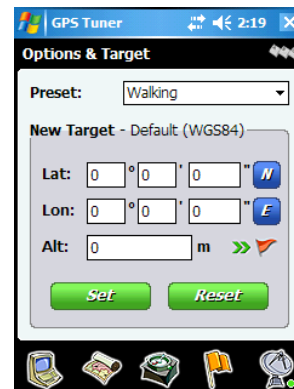 GPS Tuner 2:19
Options & Target
Preset: Walking
New Target - Default (WGS84)
Lat: 0 ° 0 ' 0 " N
Lon: 0 ° 0 ' 0 " E
Alt: 0 m
Set Reset